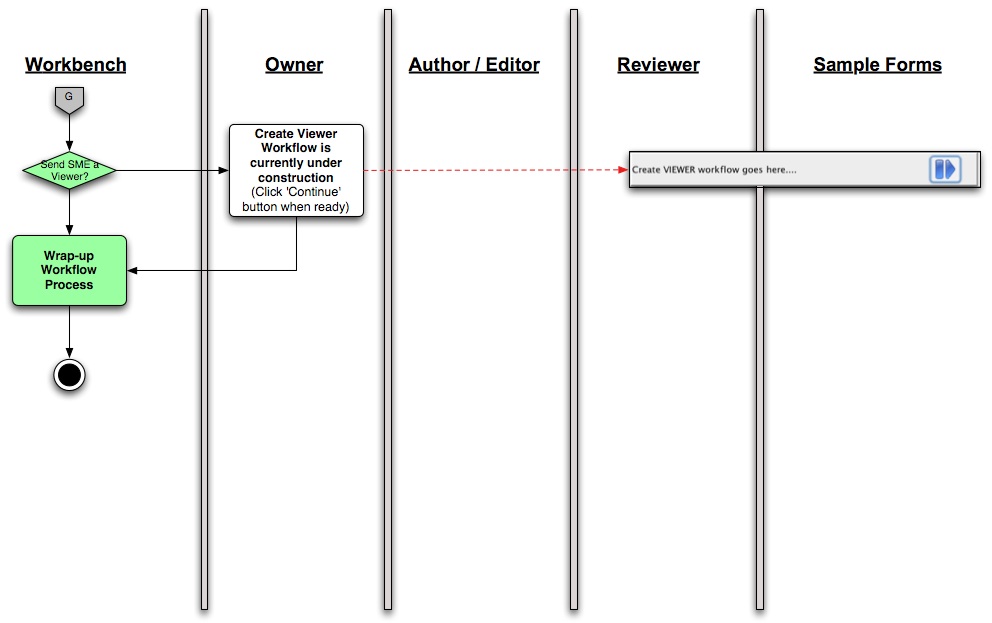 Workbench
Owner
Author / Editor
Reviewer
Sample Forms
G
Send SME a
Viewer?
Create Viewer
Workflow is
currently under
construction
(Click 'Continue'
button when ready)
Create VIEWER workflow goes here....
Wrap-up
Workflow
Process